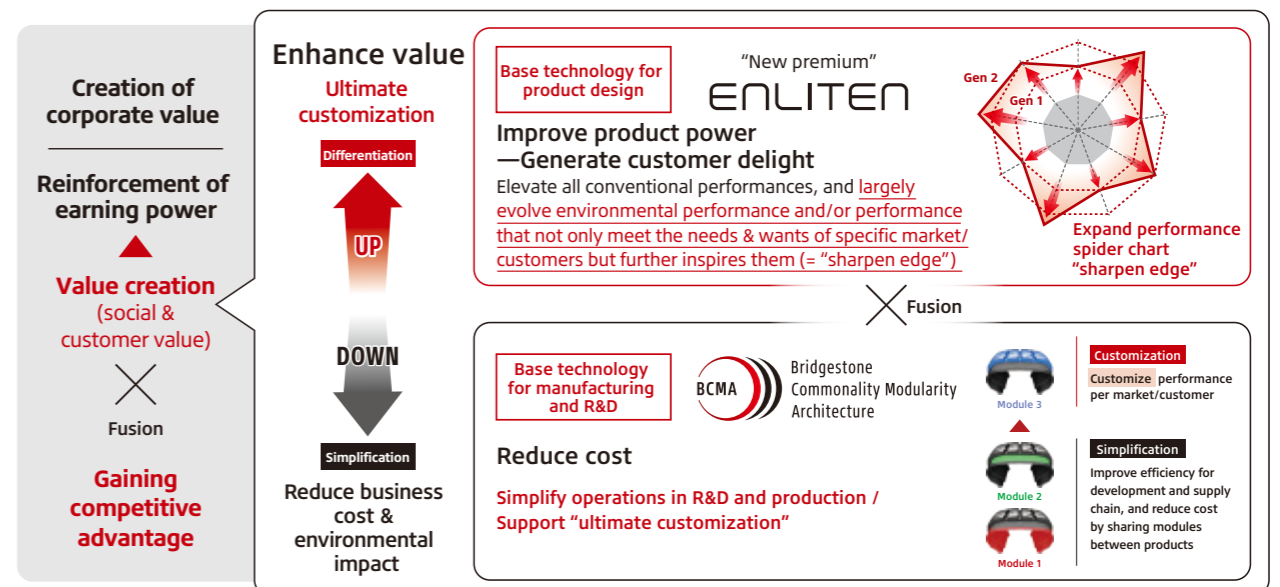 Creation of
corporate value
Reinforcement of
earning power
Value creation
(social &
customer value)
Fusion
Gaining
competitive
advantage
Enhance value
Ultimate
customization
Differentiation
UP
DOWN
Simplification
Reduce business
cost &
environmental
impact
Base technology for
product design
“New premium”
ENLITEN
Improve product power
—Generate customer delight
Elevate all conventional performances, and largely
evolve environmental performance and/or performance
that not only meet the needs & wants of specific market/
customers but further inspires them (= “sharpen edge”)
Gen 2
Gen 1
Expand performance
spider chart
“sharpen edge”
Fusion
Base technology
for manufacturing
and R&D
BCMA
Bridgestone
Commonality Modularity
Architecture
Reduce cost
Simplify operations in R&D and production /
Support “ultimate customization”
Module 3
Module 2
Module 1
Customization
Customize performance
per market/customer
Simplification
Improve efficiency for
development and supply
chain, and reduce cost
by sharing modules
between products